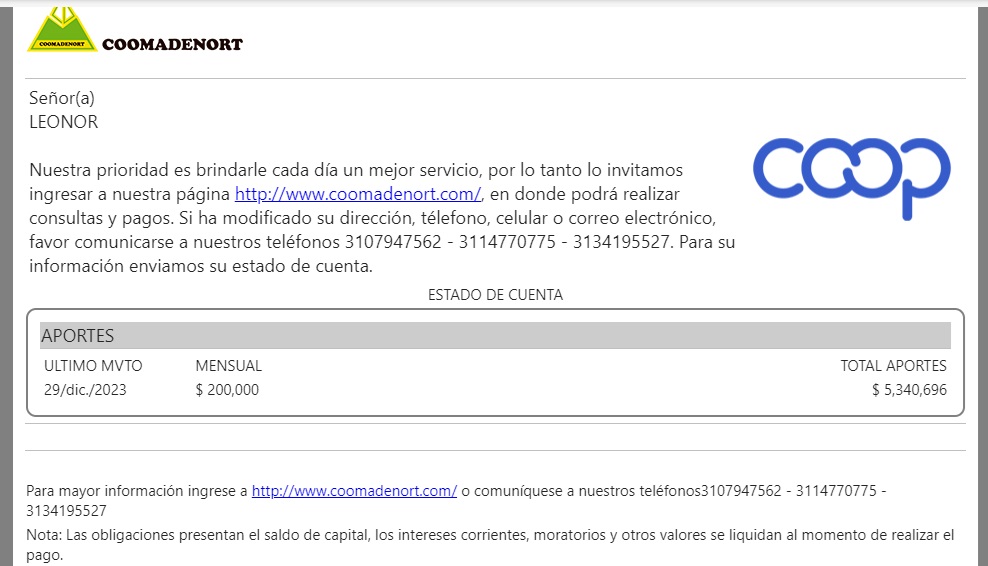 COOMADENORT COOMADENORT
Señor(a)
LEONOR
coop
Nuestra prioridad es brindarle cada día un mejor servicio, por lo tanto lo invitamos
ingresar a nuestra página http://www.coomadenort.com/, en donde podrá realizar
consultas y pagos. Si ha modificado su dirección, télefono, celular o correo electrónico,
favor comunicarse a nuestros teléfonos 3107947562 - 3114770775 - 3134195527. Para su
información enviamos su estado de cuenta.
ESTADO DE CUENTA
APORTES
ULTIMO MVTO MENSUAL TOTAL APORTES
29/dic./2023 $ 200,000 $ 5,340,696
Para mayor información ingrese a http://www.coomadenort.com/ o comuníquese a nuestros teléfonos3107947562 - 3114770775 -
3134195527
Nota: Las obligaciones presentan el saldo de capital, los intereses corrientes, moratorios y otros valores se liquidan al momento de realizar el
pago.